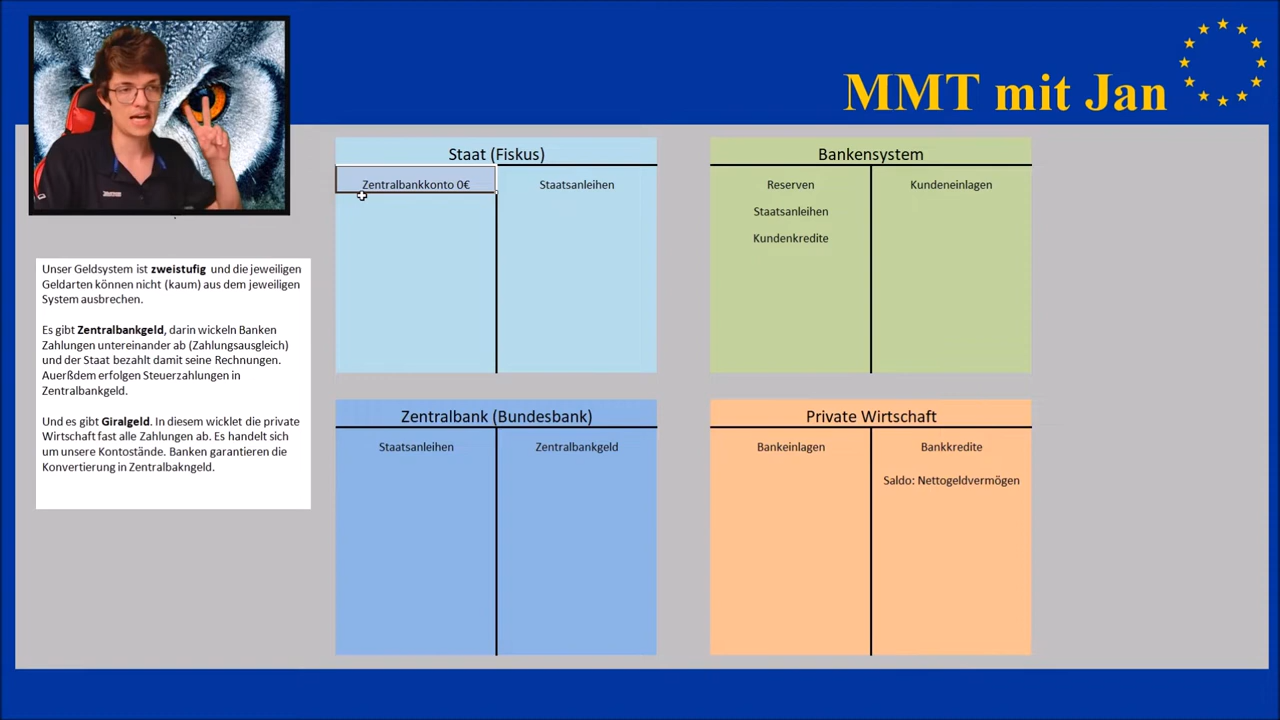 MMT mit Jan
Unser Geldsystem ist zweistufig und die jeweiligen
Geldarten können nicht (kaum) aus dem jeweiligen
System ausbrechen.
Es gibt Zentralbankgeld, darin wickeln Banken
Zahlungen untereinander ab (Zahlungsausgleich)
und der Staat bezahlt damit seine Rechnungen.
Auerßdem erfolgen Steuerzahlungen in
Zentralbankgeld.
Und es gibt Giralgeld. In diesem wicklet die private
Wirtschaft fast alle Zahlungen ab. Es handelt sich
um unsere Kontostände. Banken garantieren die
Konvertierung in Zentralbakngeld.
Staat (Fiskus)
Zentralbankkonto 0€
Staatsanleihen
Bankensystem
Reserven
Kundeneinlagen
Staatsanleihen
Kundenkredite
Zentralbank (Bundesbank)
Staatsanleihen
Zentralbankgeld
Private Wirtschaft
Bankeinlagen
Bankkredite
Saldo: Nettogeldvermögen